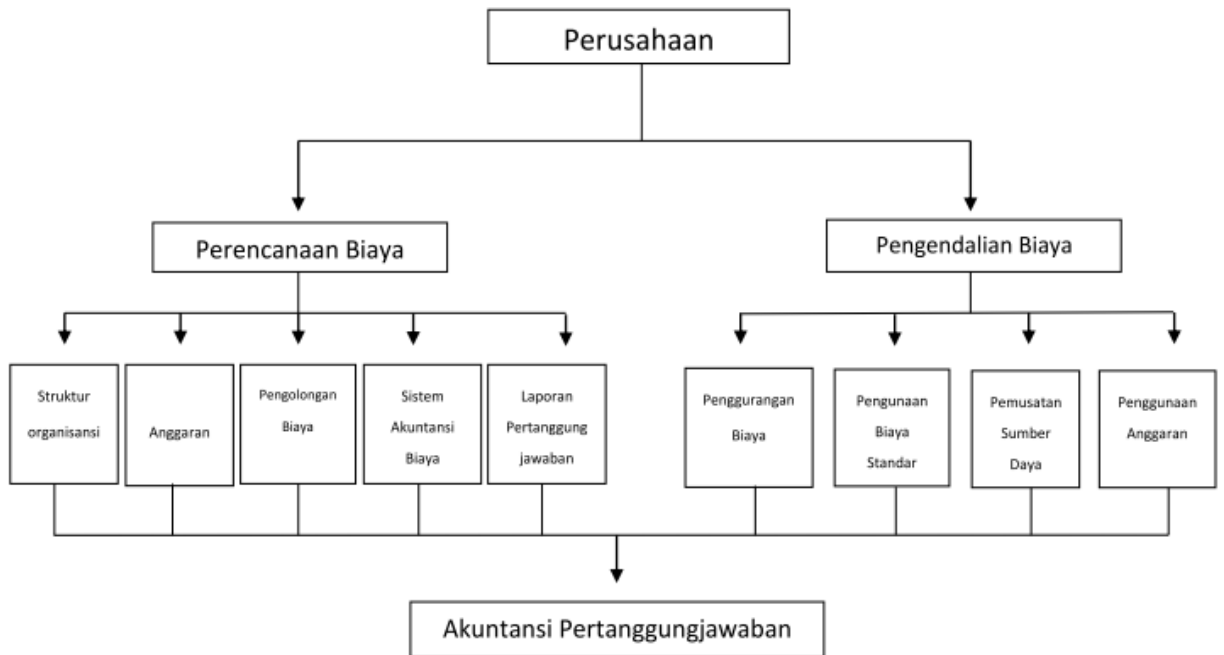 Perusahaan
Perencanaan Biaya
Pengendalian Biaya
Struktur
organisansi
Anggaran
Pengolongan
Biaya
Sistem
Akuntansi
Biaya
Laporan
Pertanggung
jawaban
Penggurangan
Biaya
Pengunaan
Biaya
Standar
Pemusatan
Sumber
Daya
Penggunaan
Anggaran
Akuntansi Pertanggungjawaban